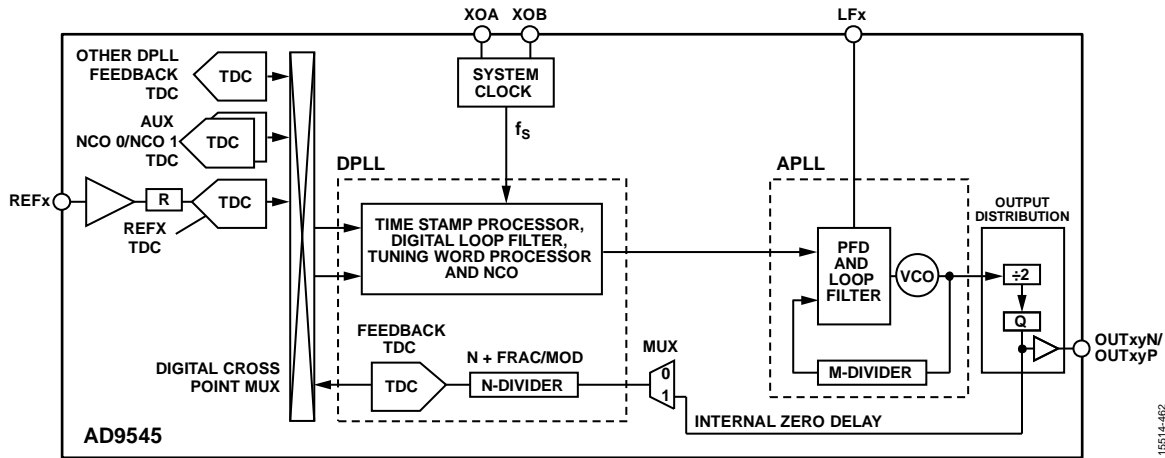 XOA
XOB
LFx
OTHER DPLL
FEEDBACK
TDC
TDC
SYSTEM
CLOCK
AUX
NCO 0/NCO 1
TDC
TDC
fS
DPLL
APLL
REFx
R
TDC
REFX
TDC
TIME STAMP PROCESSOR,
DIGITAL LOOP FILTER,
TUNING WORD PROCESSOR
AND NCO
PFD
AND
LOOP
FILTER
VCO
OUTPUT
DISTRIBUTION
÷2
Q
OUTxyN/
OUTxyP
FEEDBACK
TDC
DIGITAL CROSS
POINT MUX
TDC
N + FRAC/MOD
N-DIVIDER
MUX
0
1
M-DIVIDER
INTERNAL ZERO DELAY
AD9545
15514-462